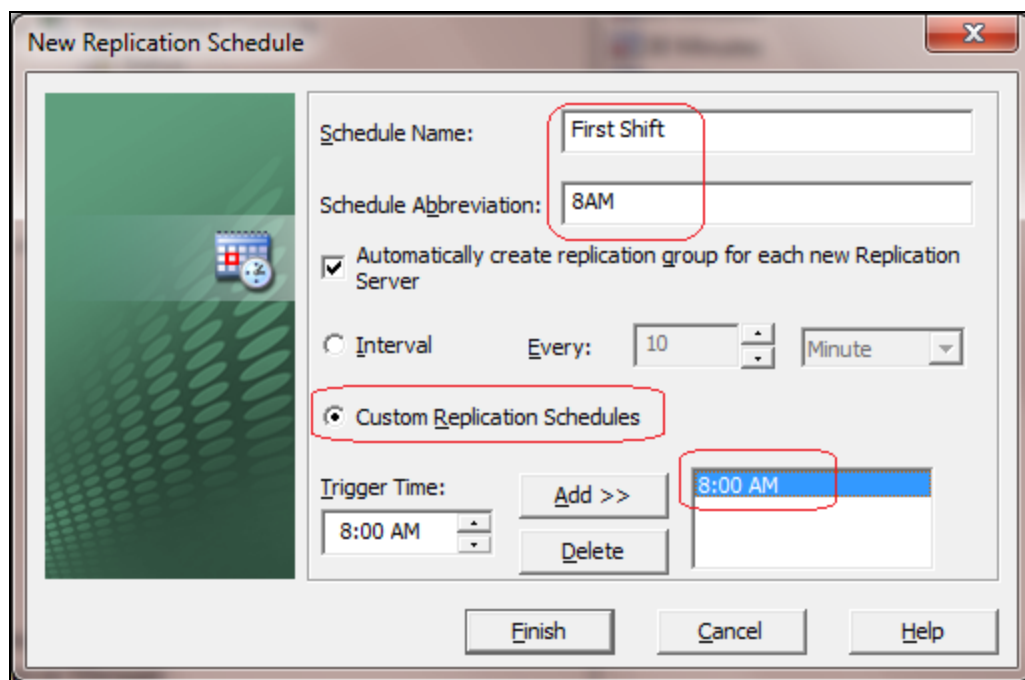 New Replication Schedule
Schedule Name:
First Shift
Schedule Abbreviation:
8AM
Automatically create replication group for each new Replication
Server
Interval
Every:
10
Minute
Custom Replication Schedules
Trigger Time:
Add >>
8:00 AM
8:00 AM
Delete
Finish
Cancel
Help